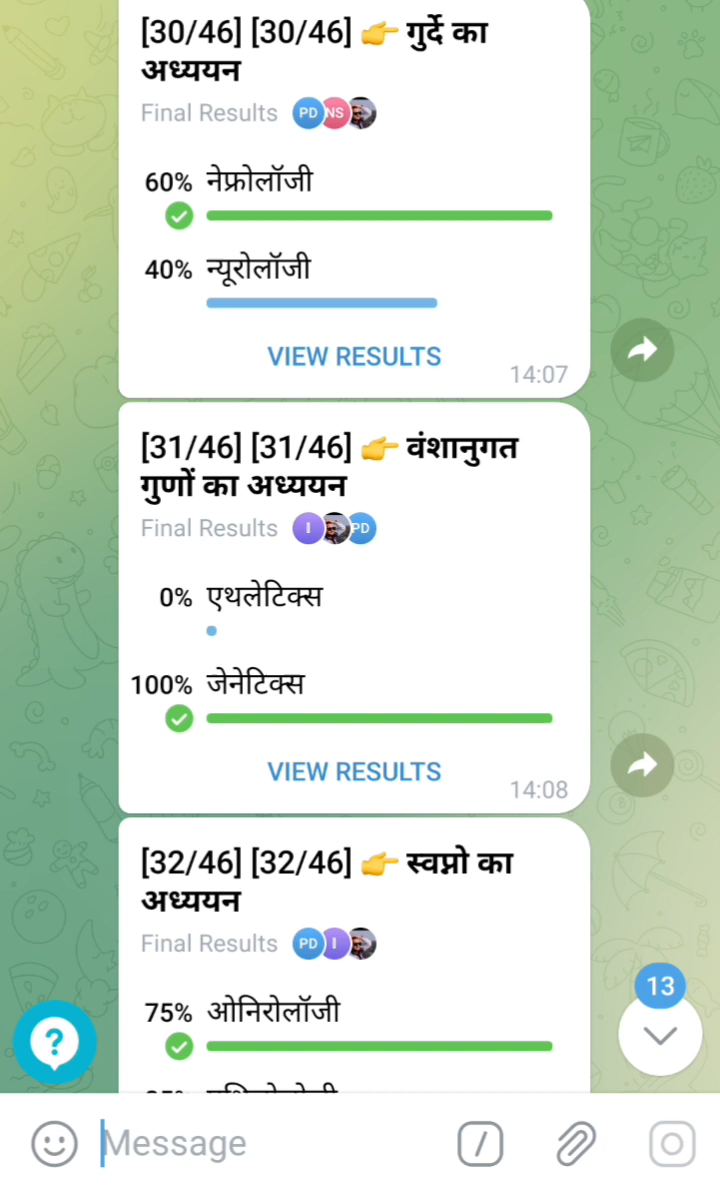 [30/46] [30/46] 👉 गुर्दे का
अध्ययन
Final Results PD NS
60% नेफ्रोलॉजी
40% न्यूरोलॉजी
VIEW RESULTS
14:07
[31/46] [31/46] 👉 वंशानुगत
गुणों का अध्ययन
Final Results I PD
0% एथलेटिक्स
100% जेनेटिक्स
VIEW RESULTS
14:08
[32/46] [32/46] 👉 स्वप्नो का
अध्ययन
Final Results PD I
75% ओनिरोलॉजी
13
?
Message
/